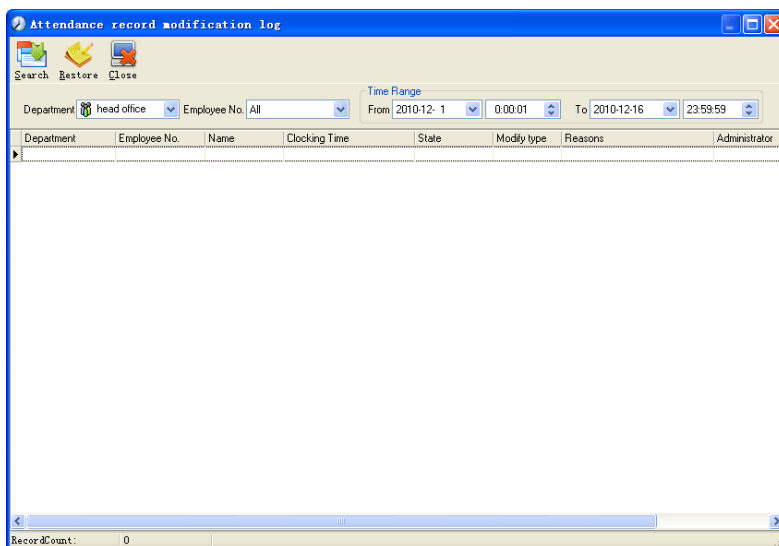 Attendance record modification log
Search Restore Close
Time Range
Department head office Employee No. All From 2010-12- 1 0:00:01 To 2010-12-16 23:59:59
Department Employee No. Name Clocking Time State Modify type Reasons Administrator
RecordCount: 0